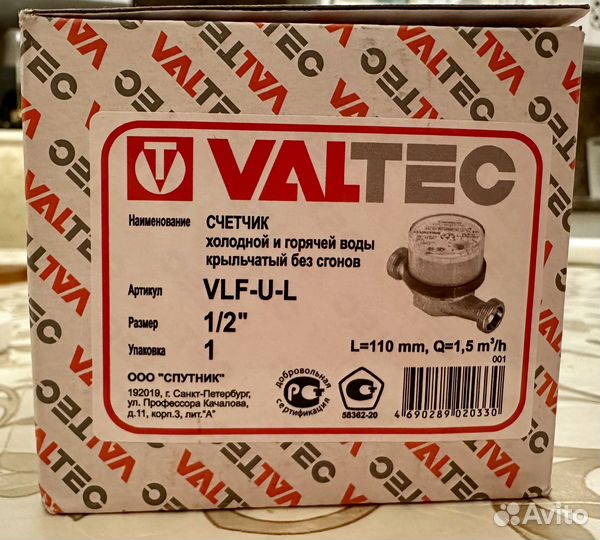 VALTEC
VALTEC
Наименование СЧЕТЧИК
холодной и горячей воды
крыльчатый без сгонов
Артикул VLF-U-L
Размер 1/2"
Упаковка 1
L=110 mm, Q=1,5 m³/h
001
ООО "СПУТНИК"
192019, г. Санкт-Петербург,
ул. Профессора Качалова,
д.11, корп.3, лит."А"
ДОБРОВОЛЬНАЯ
СЕРТИФИКАЦИЯ
58362-20
4 690289 020330
VALTEC
Avito